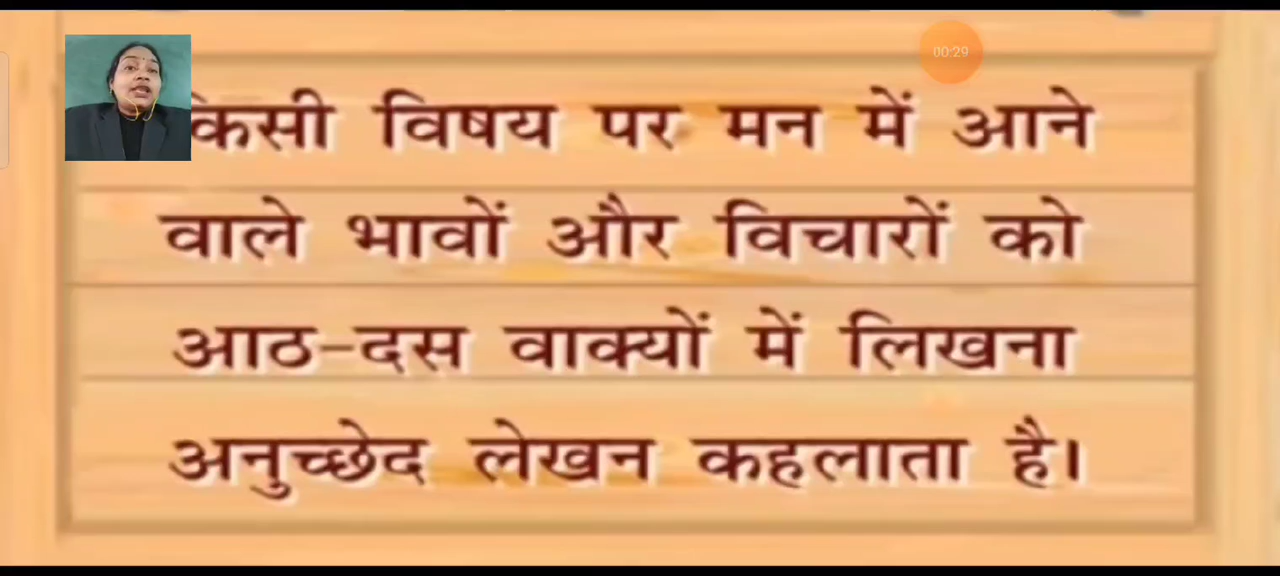 00:29
किसी विषय पर मन में आने
वाले भावों और विचारों को
आठ-दस वाक्यों में लिखना
अनुच्छेद लेखन कहलाता है।